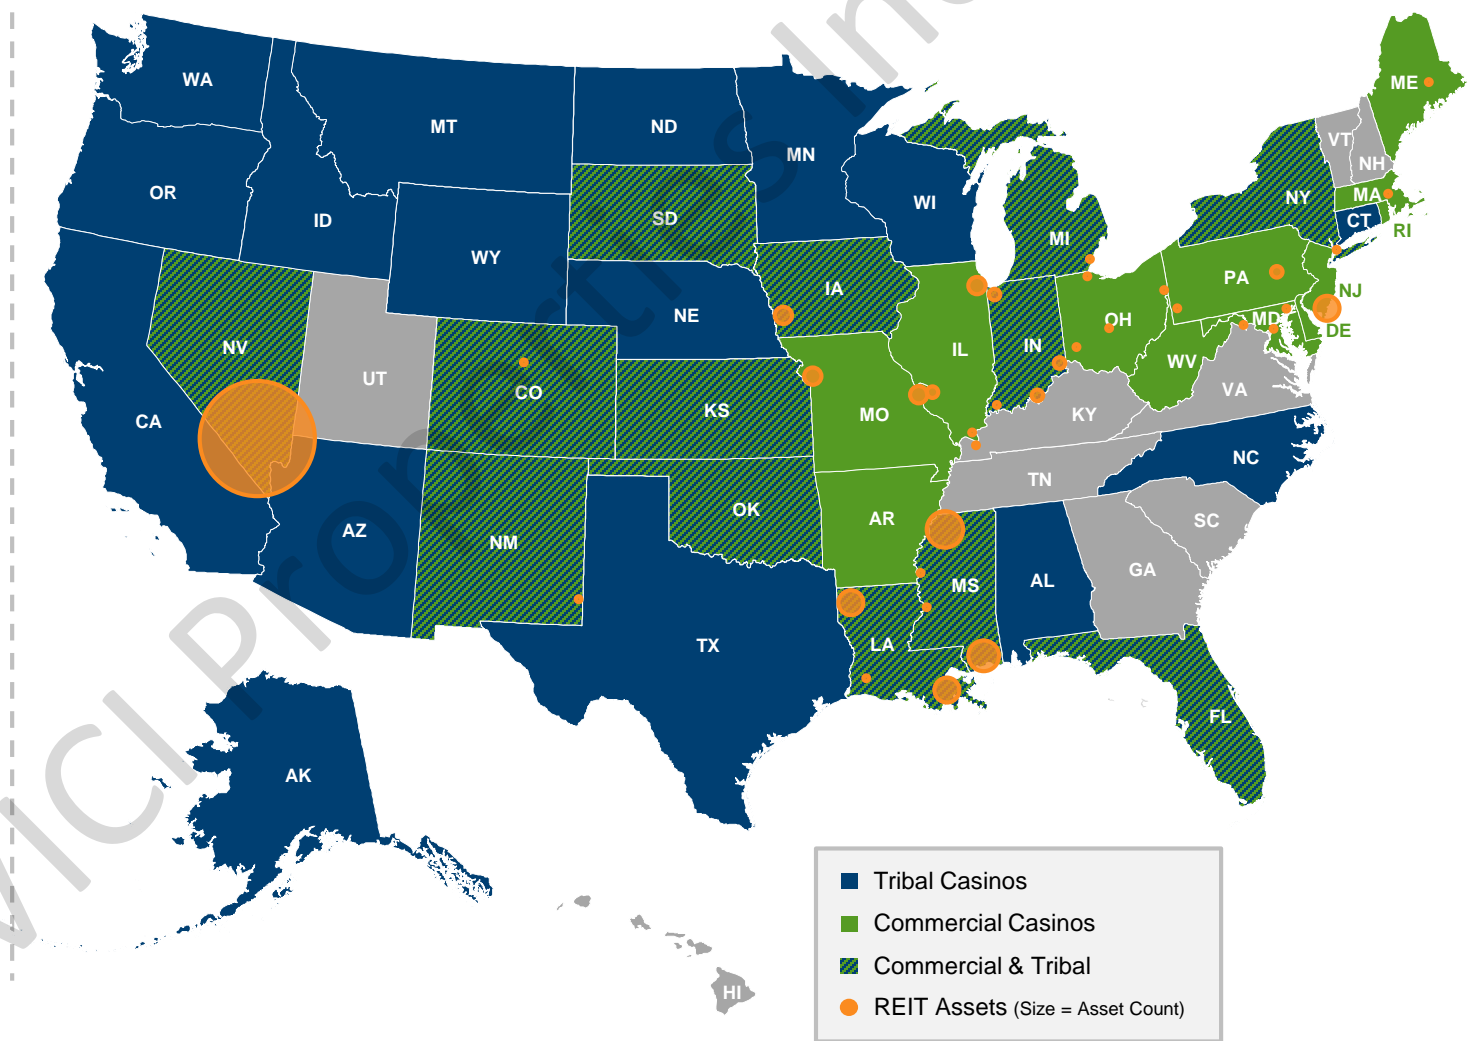 VICI Properties Inc
WA
MT
ND
MN
OR
ID
WY
SD
WI
MI
ME
VT
NH
NY
MA
CT
RI
NE
IA
IL
IN
OH
PA
NJ
MD
DE
NV
UT
CO
KS
MO
KY
WV
VA
CA
AZ
NM
OK
AR
TN
NC
SC
TX
LA
MS
AL
GA
FL
AK
HI
Tribal Casinos
Commercial Casinos
Commercial & Tribal
REIT Assets (Size = Asset Count)